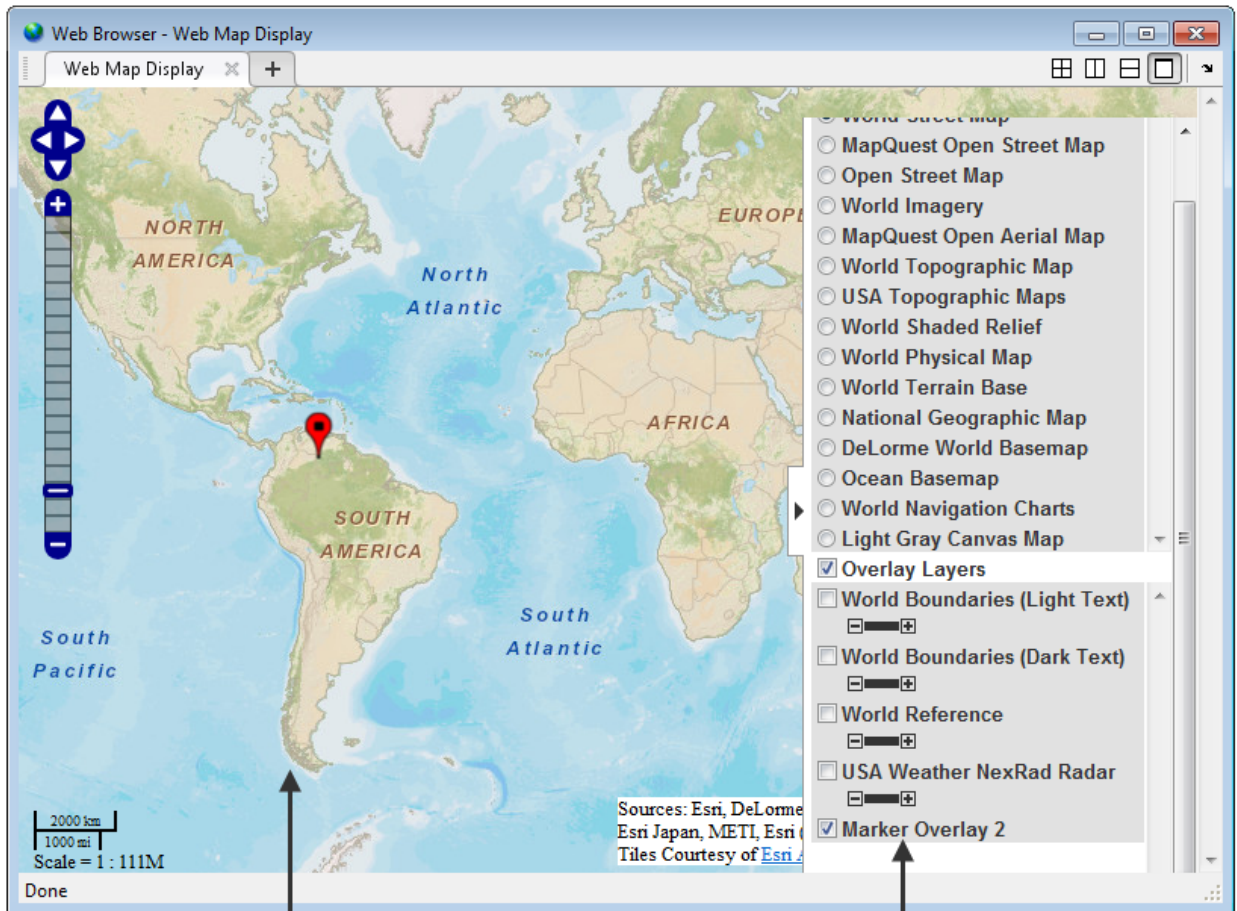 Web Browser - Web Map Display
Web Map Display
World Street Map
MapQuest Open Street Map
Open Street Map
World Imagery
MapQuest Open Aerial Map
World Topographic Map
USA Topographic Maps
World Shaded Relief
World Physical Map
World Terrain Base
National Geographic Map
DeLorme World Basemap
Ocean Basemap
World Navigation Charts
Light Gray Canvas Map
Overlay Layers
World Boundaries (Light Text)
World Boundaries (Dark Text)
World Reference
USA Weather NexRad Radar
Marker Overlay 2
NORTH
AMERICA
North
Atlantic
EUROPE
AFRICA
SOUTH
AMERICA
South
Atlantic
South
Pacific
2000 km
1000 mi
Scale = 1 : 111M
Sources: Esri, DeLorme
Esri Japan, METI, Esri (
Tiles Courtesy of Esri
Done